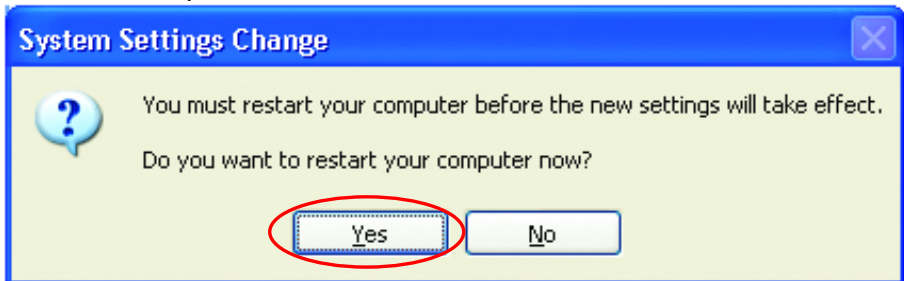 System Settings Change
You must restart your computer before the new settings will take effect.
Do you want to restart your computer now?
Yes
No